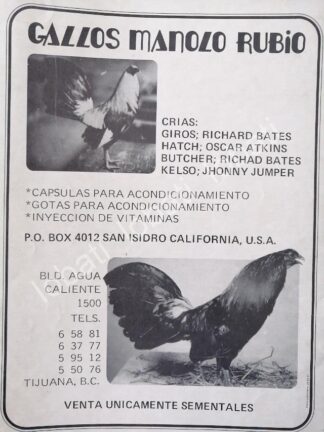 GALLOS MANOLO RUBIO
CRIAS:
GIROS; RICHARD BATES
HATCH; OSCAR ATKINS
BUTCHER; RICHAD BATES
KELSO; JHONNY JUMPER
*CAPSULAS PARA ACONDICIONAMIENTO
*GOTAS PARA ACONDICIONAMIENTO
*INYECCION DE VITAMINAS
P.O. BOX 4012 SAN ISIDRO CALIFORNIA, U.S.A.
BLD. AGUA
CALIENTE
1500
TELS.
6 58 81
6 37 77
5 95 12
5 50 76
TIJUANA, B.C.
VENTA UNICAMENTE SEMENTALES